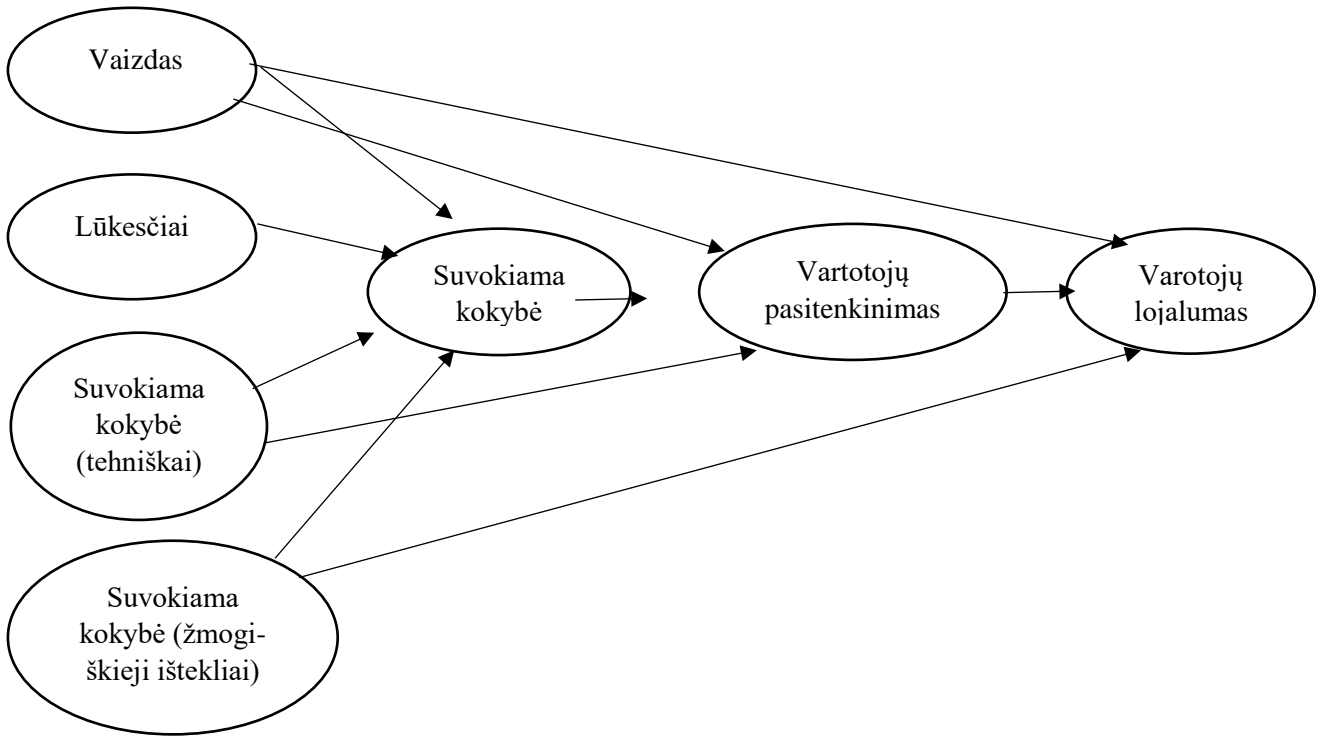 Vaizdas
Lūkesčiai
Suvokiama
kokybė
(tehniškai)
Suvokiama
kokybė (žmogi-
škieji ištekliai)
Suvokiama
kokybė
Vartotojų
pasitenkinimas
Varotojų
lojalumas